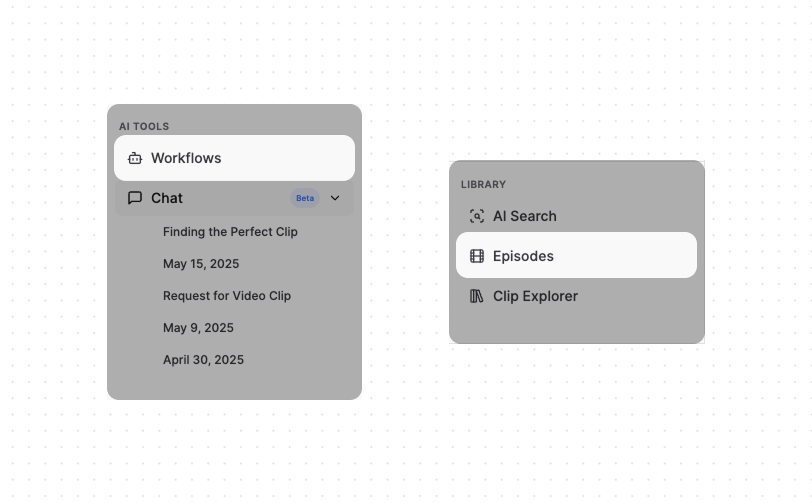 AI TOOLS
Workflows
Chat
Beta
Finding the Perfect Clip
May 15, 2025
Request for Video Clip
May 9, 2025
April 30, 2025
LIBRARY
AI Search
Episodes
Clip Explorer